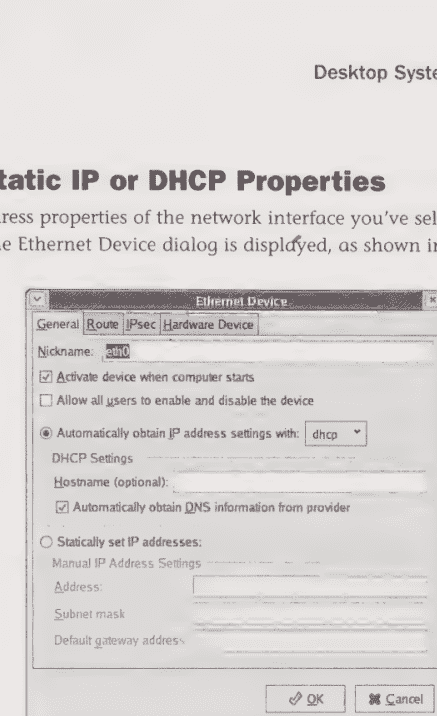 Desktop Syste
tatic IP or DHCP Properties
ress properties of the network interface you've sel
e Ethernet Device dialog is displayed, as shown i
Ethernet Device
General Route IPsec Hardware Device
Nickname: eth0
Activate device when computer starts
Allow all users to enable and disable the device
Automatically obtain IP address settings with: dhcp
DHCP Settings
Hostname (optional):
Automatically obtain DNS information from provider
Statically set IP addresses:
Manual IP Address Settings
Address:
Subnet mask
Default gateway address
OK Cancel